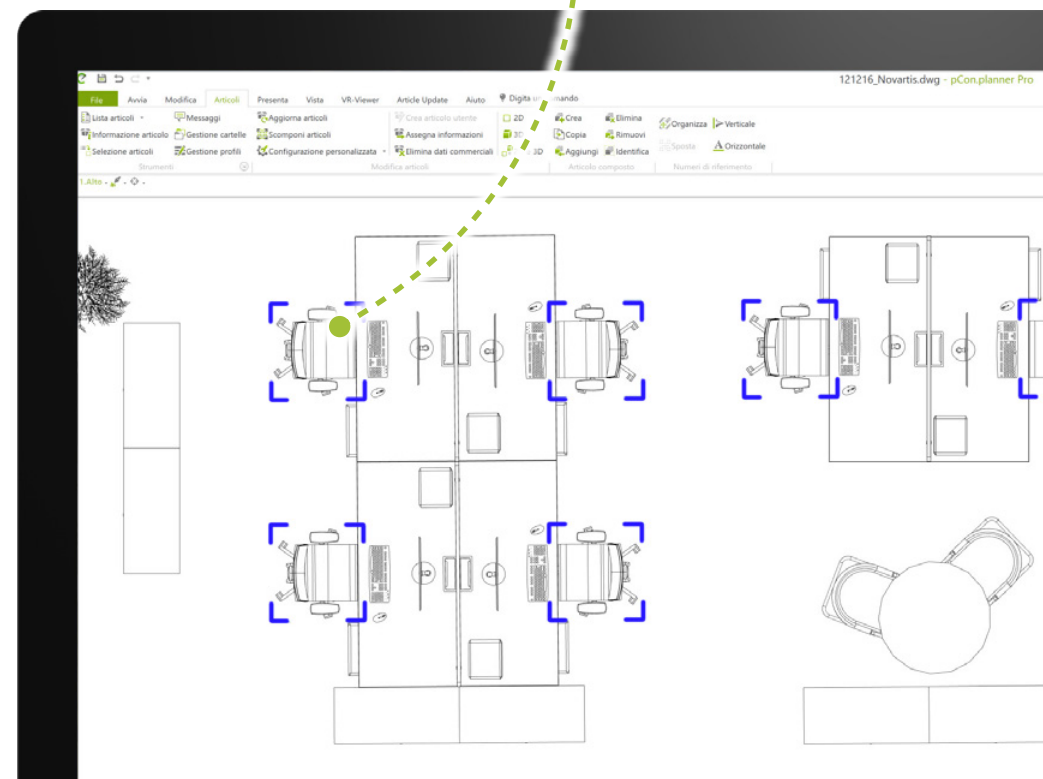 121216_Novartis.dwg - pCon.planner Pro
File Avvia Modifica Articoli Presenta Vista VR-Viewer Article Update Aiuto Digita un mando
Lista articoli Messaggi Aggiorna articoli Crea articolo utente 2D Crea Elimina Organizza Verticale
Informazione articolo Gestione cartelle Scomponi articoli Assegna informazioni Copia Rimuovi
Selezione articoli Gestione profili Configurazione personalizzata Elimina dati commerciali 3D Aggiungi Identifica Sposta Orizzontale
Strumenti Modifica articoli Articolo composto Numeri di riferimento
1.Alto